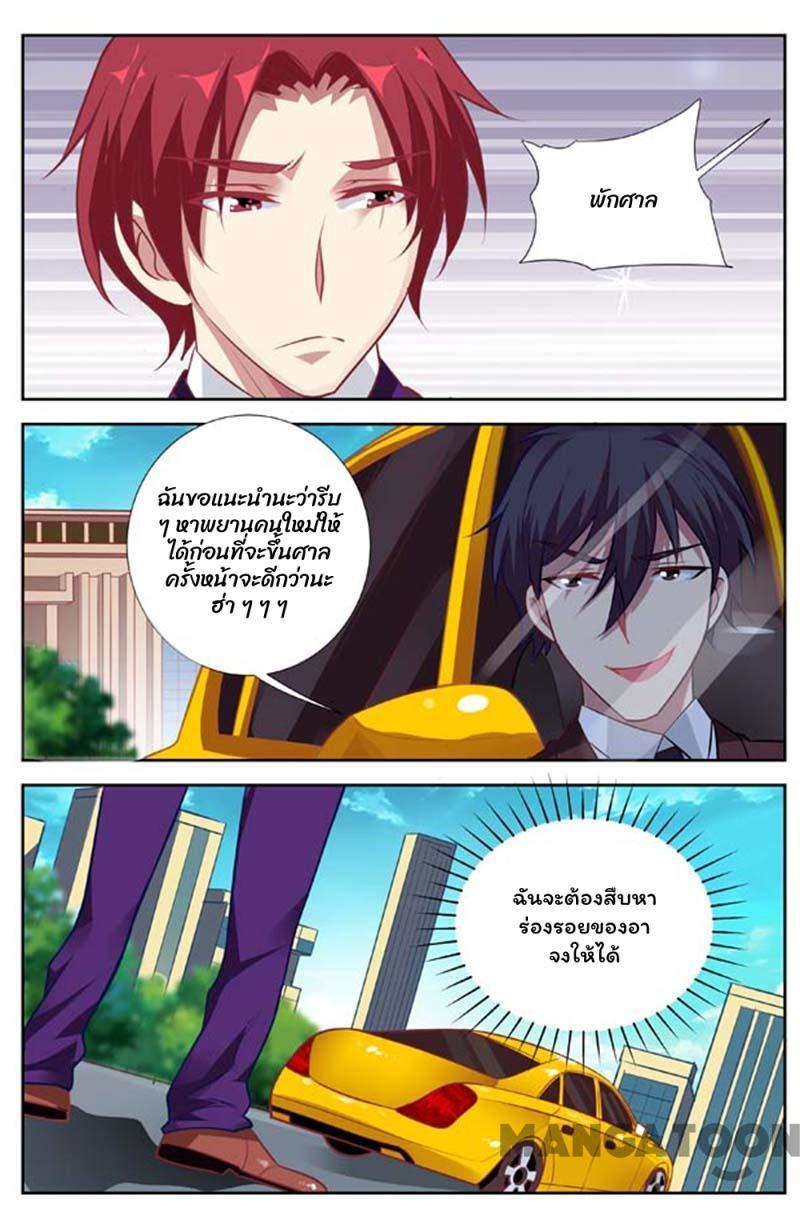 พักศาล
ฉันขอแนะนำนะว่ารีบ
ๆ หาพยานคนใหม่ให้
ได้ก่อนที่จะขึ้นศาล
ครั้งหน้าจะดีกว่านะ
ฮ่า ๆ ๆ ๆ
ฉันจะต้องสืบหา
ร่องรอยของอา
จงให้ได้
MANGATOON